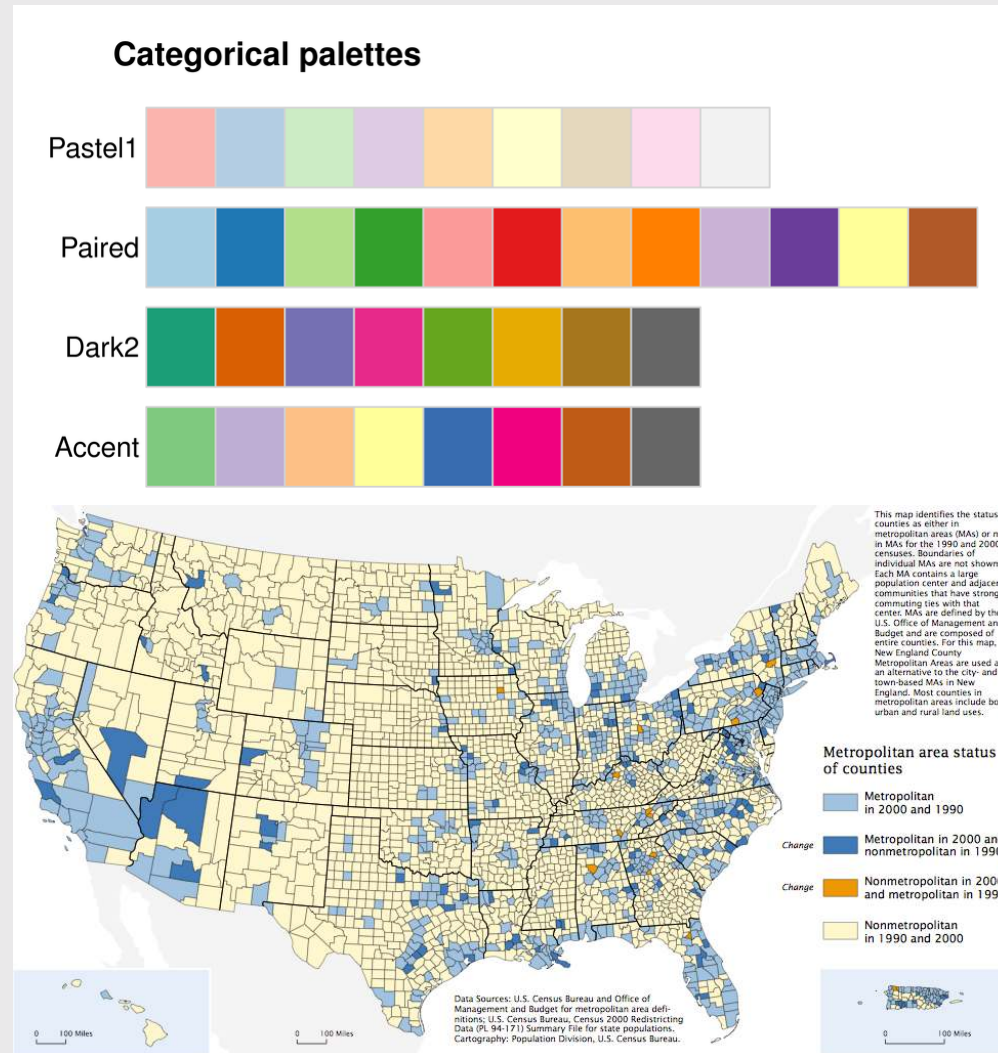 Categorical palettes
Pastel1
Paired
Dark2
Accent
This map identifies the status
counties as either in
metropolitan areas (MAs) or n
in MAs for the 1990 and 2000
censuses. Boundaries of
individual MAs are not shown
Each MA contains a large
population center and adjacen
communities that have strong
commuting ties with that
center. MAs are defined by the
U.S. Office of Management an
Budget and are composed of
entire counties. For this map,
New England County
Metropolitan Areas are used a
an alternative to the city- and
town-based MAs in New
England. Most counties in
metropolitan areas include bo
urban and rural land uses.
Metropolitan area status
of counties
Metropolitan
in 2000 and 1990
Change
Metropolitan in 2000 an
nonmetropolitan in 1990
Change
Nonmetropolitan in 200
and metropolitan in 199
Nonmetropolitan
in 1990 and 2000
Data Sources: U.S. Census Bureau and Office of
Management and Budget for metropolitan area defi-
nitions; U.S. Census Bureau, Census 2000 Redistricting
Data (PL 94-171) Summary File for state populations.
Cartography: Population Division, U.S. Census Bureau.
0 100 Miles
0 100 Miles
0 100 Miles